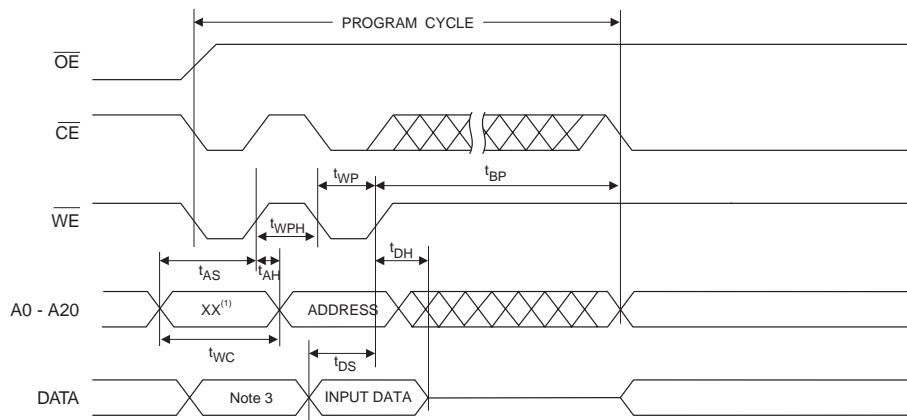 PROGRAM CYCLE
OE
CE
tWP
tBP
WE
tWPH
tDH
tAS
tAH
A0 - A20
XX(1)
ADDRESS
tWC
tDS
DATA
Note 3
INPUT DATA